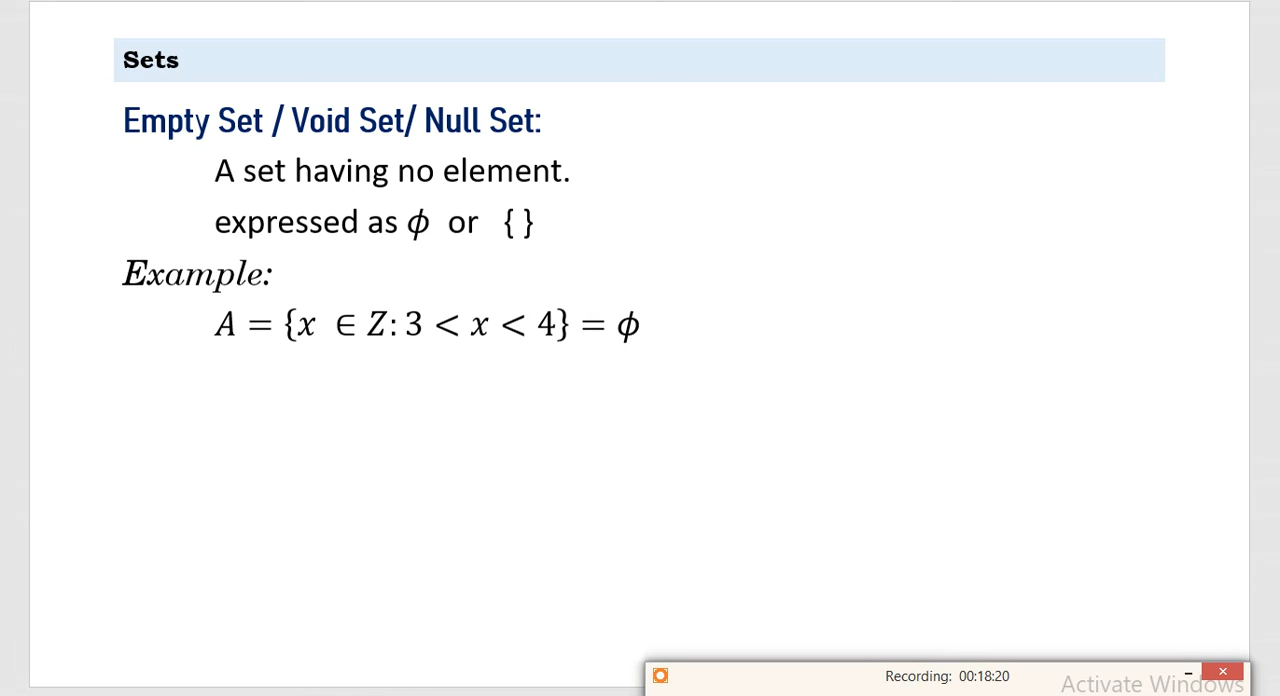 Sets
Empty Set / Void Set/ Null Set:
A set having no element.
expressed as ϕ or { }
Example:
A = {x ∈ Z: 3 < x < 4} = ϕ
Recording: 00:18:20
Activate Windows